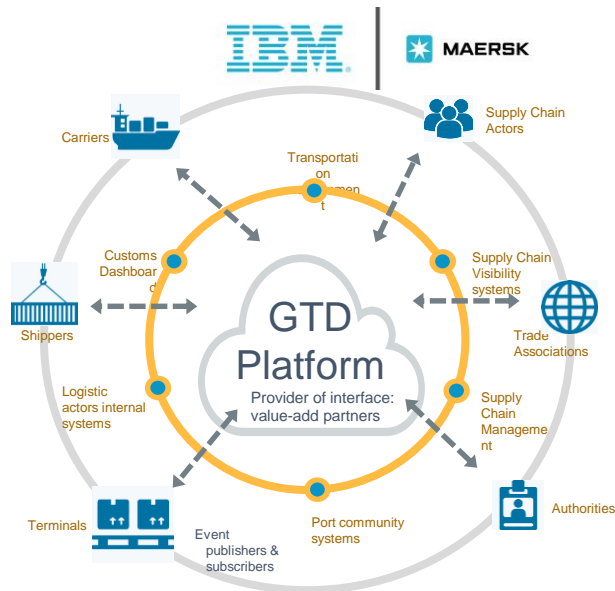 IBM
MAERSK
Carriers
Supply Chain
Actors
Transportati
on
ement
t
Customs
Dashboar
d
Supply Chain
Visibility
systems
GTD
Platform
Provider of interface:
value-add partners
Shippers
Trade
Associations
Logistic
actors internal
systems
Supply
Chain
Manageme
nt
Terminals
Event
publishers &
subscribers
Port community
systems
Authorities